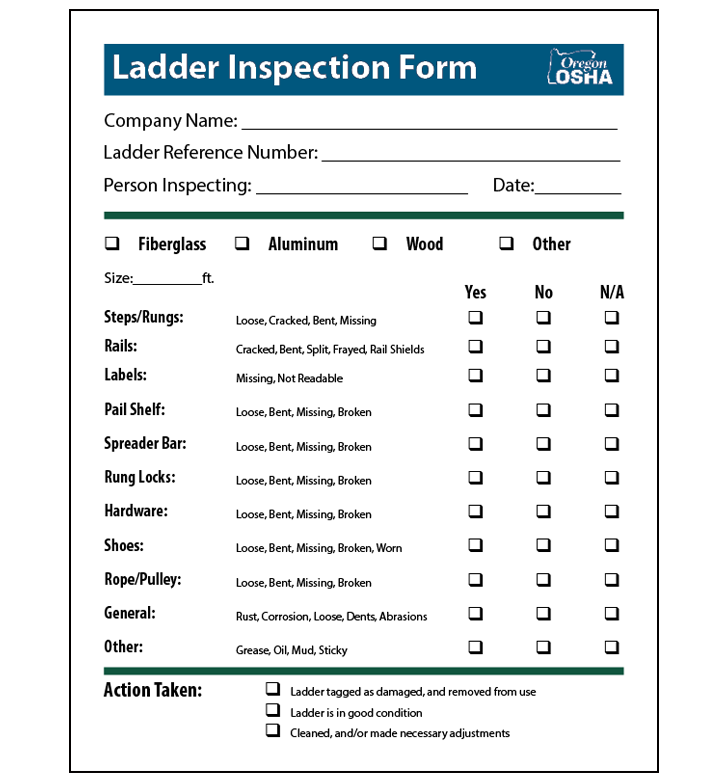 Ladder Inspection Form
Oregon
OSHA
Company Name:
Ladder Reference Number:
Person Inspecting: Date:
Fiberglass Aluminum Wood Other
Size: ft.
Yes No N/A
Steps/Rungs: Loose, Cracked, Bent, Missing
Rails: Cracked, Bent, Split, Frayed, Rail Shields
Labels: Missing, Not Readable
Pail Shelf: Loose, Bent, Missing, Broken
Spreader Bar: Loose, Bent, Missing, Broken
Rung Locks: Loose, Bent, Missing, Broken
Hardware: Loose, Bent, Missing, Broken
Shoes: Loose, Bent, Missing, Broken, Worn
Rope/Pulley: Loose, Bent, Missing, Broken
General: Rust, Corrosion, Loose, Dents, Abrasions
Other: Grease, Oil, Mud, Sticky
Action Taken: Ladder tagged as damaged, and removed from use
Ladder is in good condition
Cleaned, and/or made necessary adjustments